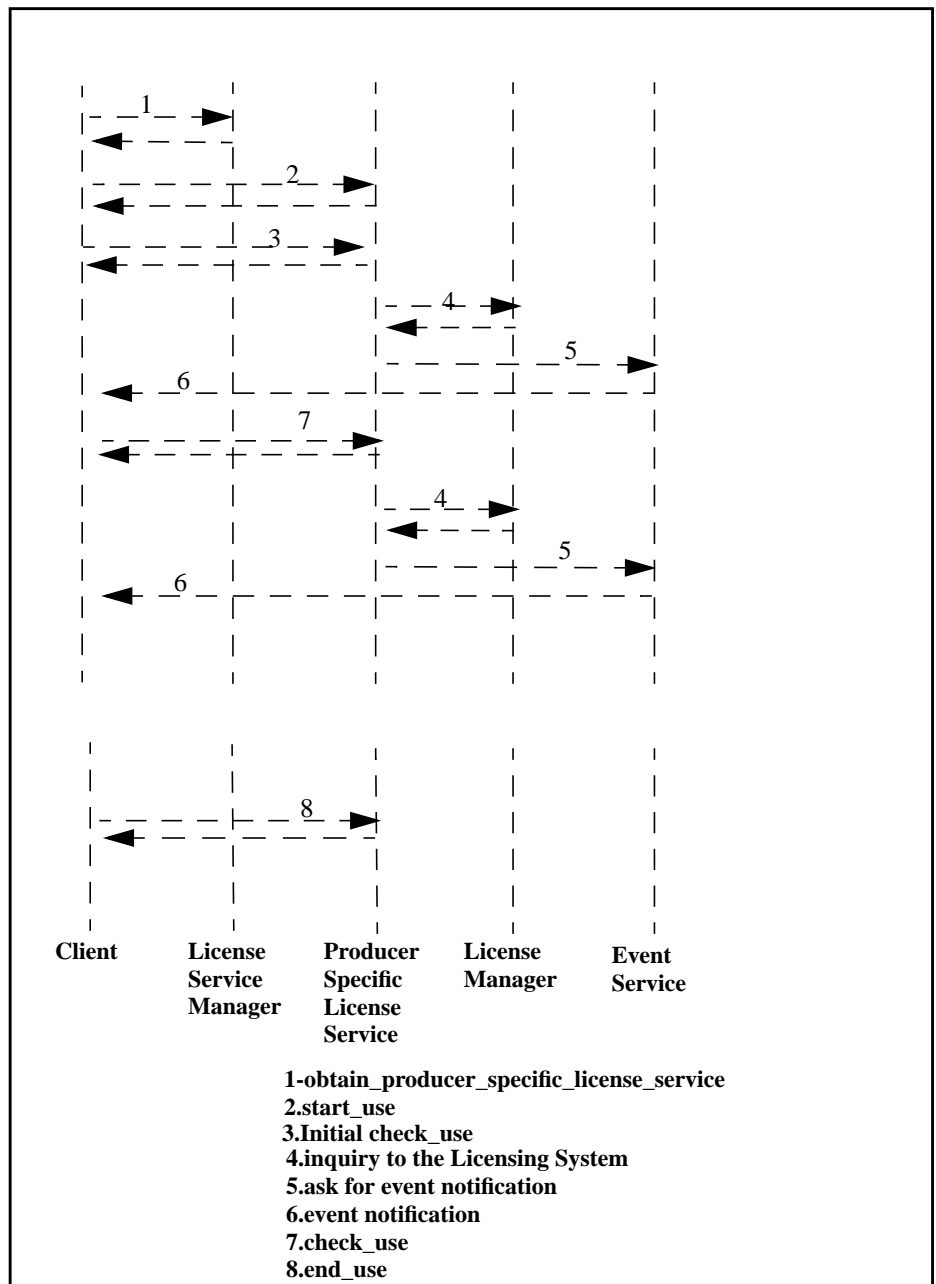 1
2
3
4
5
6
7
4
5
6
8
Client
License
Service
Manager
Producer
Specific
License
Service
License
Manager
Event
Service
1-obtain_producer_specific_license_service
2.start_use
3.Initial check_use
4.inquiry to the Licensing System
5.ask for event notification
6.event notification
7.check_use
8.end_use